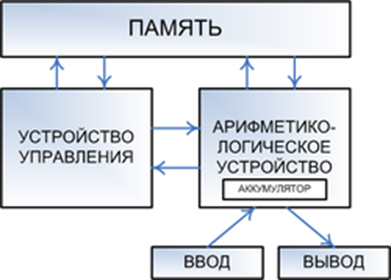 ПАМЯТЬ
УСТРОЙСТВО
УПРАВЛЕНИЯ
АРИФМЕТИКО-
ЛОГИЧЕСКОЕ
УСТРОЙСТВО
АККУМУЛЯТОР
ВВОД
ВЫВОД